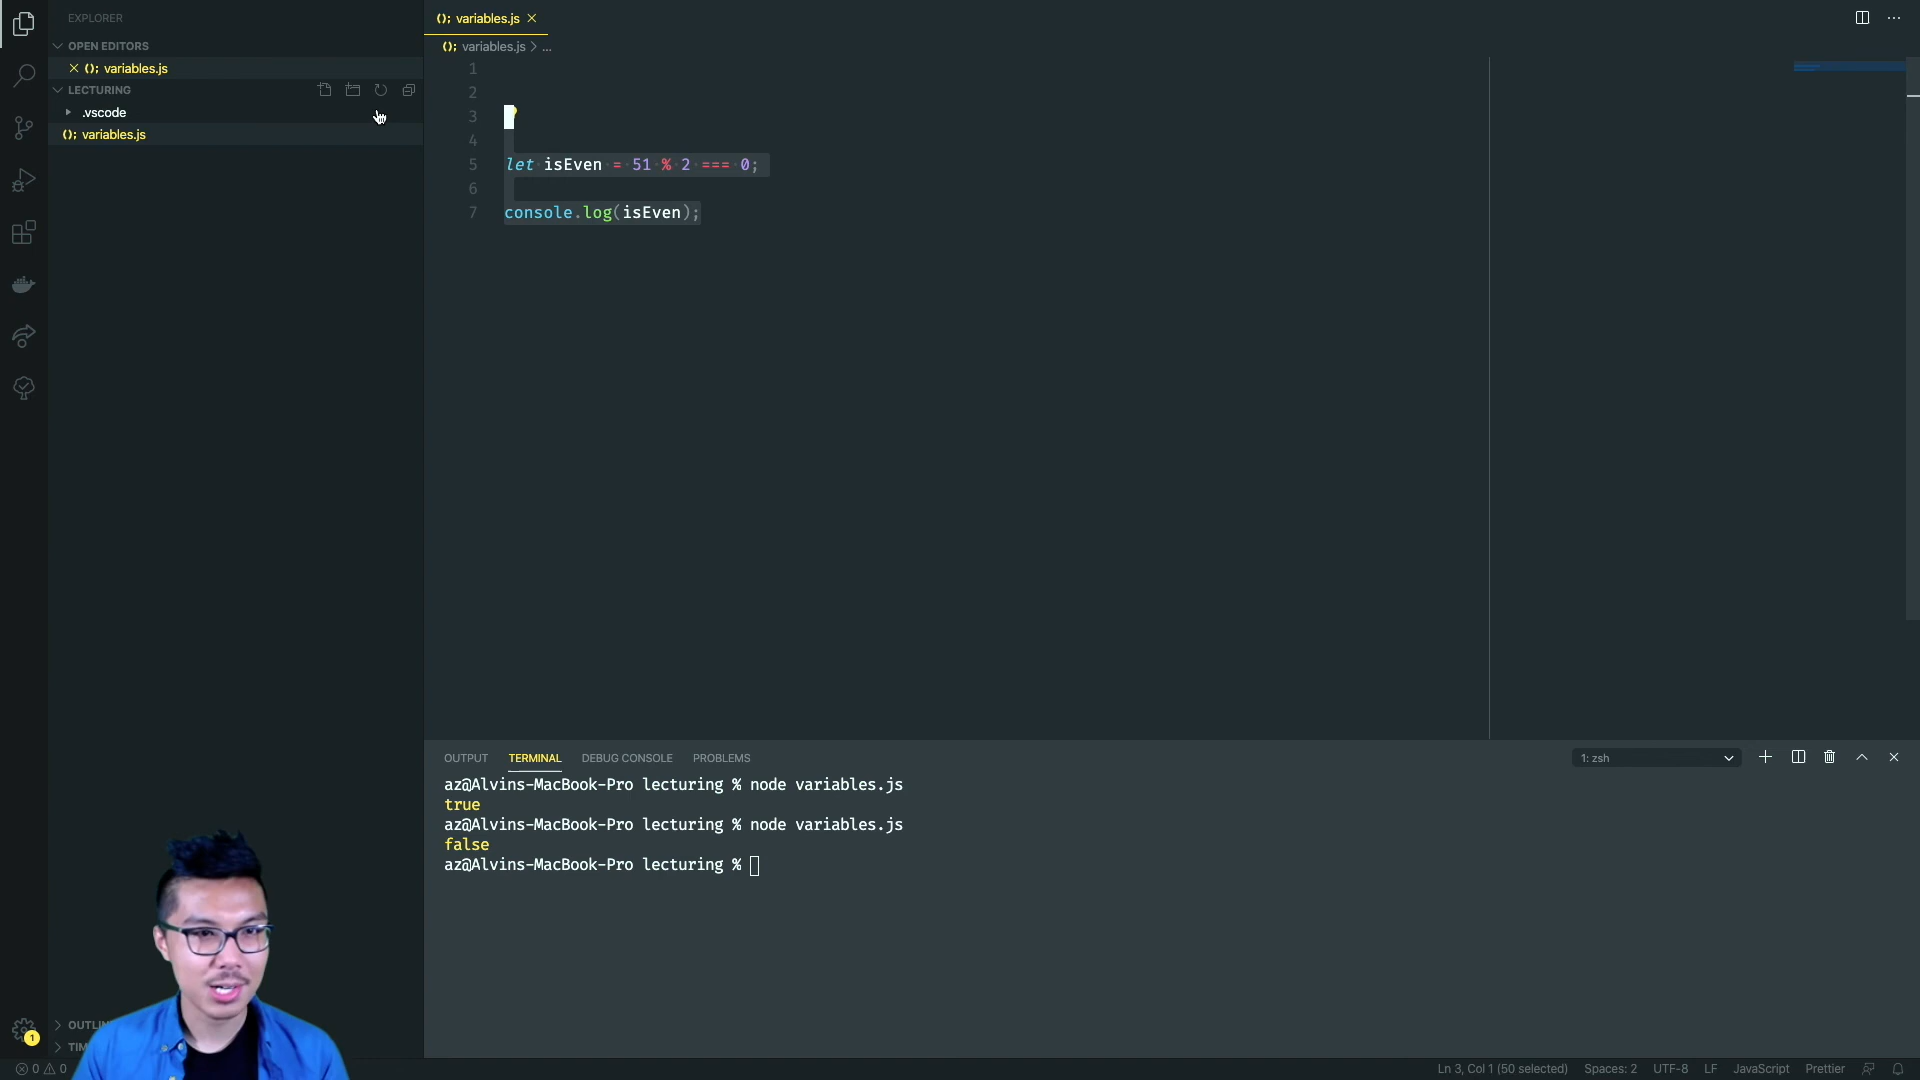 EXPLORER
OPEN EDITORS
variables.js
LECTURING
.vscode
variables.js
variables.js
variables.js > ...
1
2
3
4
5 let isEven = 51 % 2 === 0;
6
7 console.log(isEven);
OUTPUT TERMINAL DEBUG CONSOLE PROBLEMS
1: zsh
az@Alvins-MacBook-Pro lecturing % node variables.js
true
az@Alvins-MacBook-Pro lecturing % node variables.js
false
az@Alvins-MacBook-Pro lecturing %
OUTLIN
TIM
1
0 0
Ln 3, Col 1 (50 selected) Spaces: 2 UTF-8 LF JavaScript Prettier